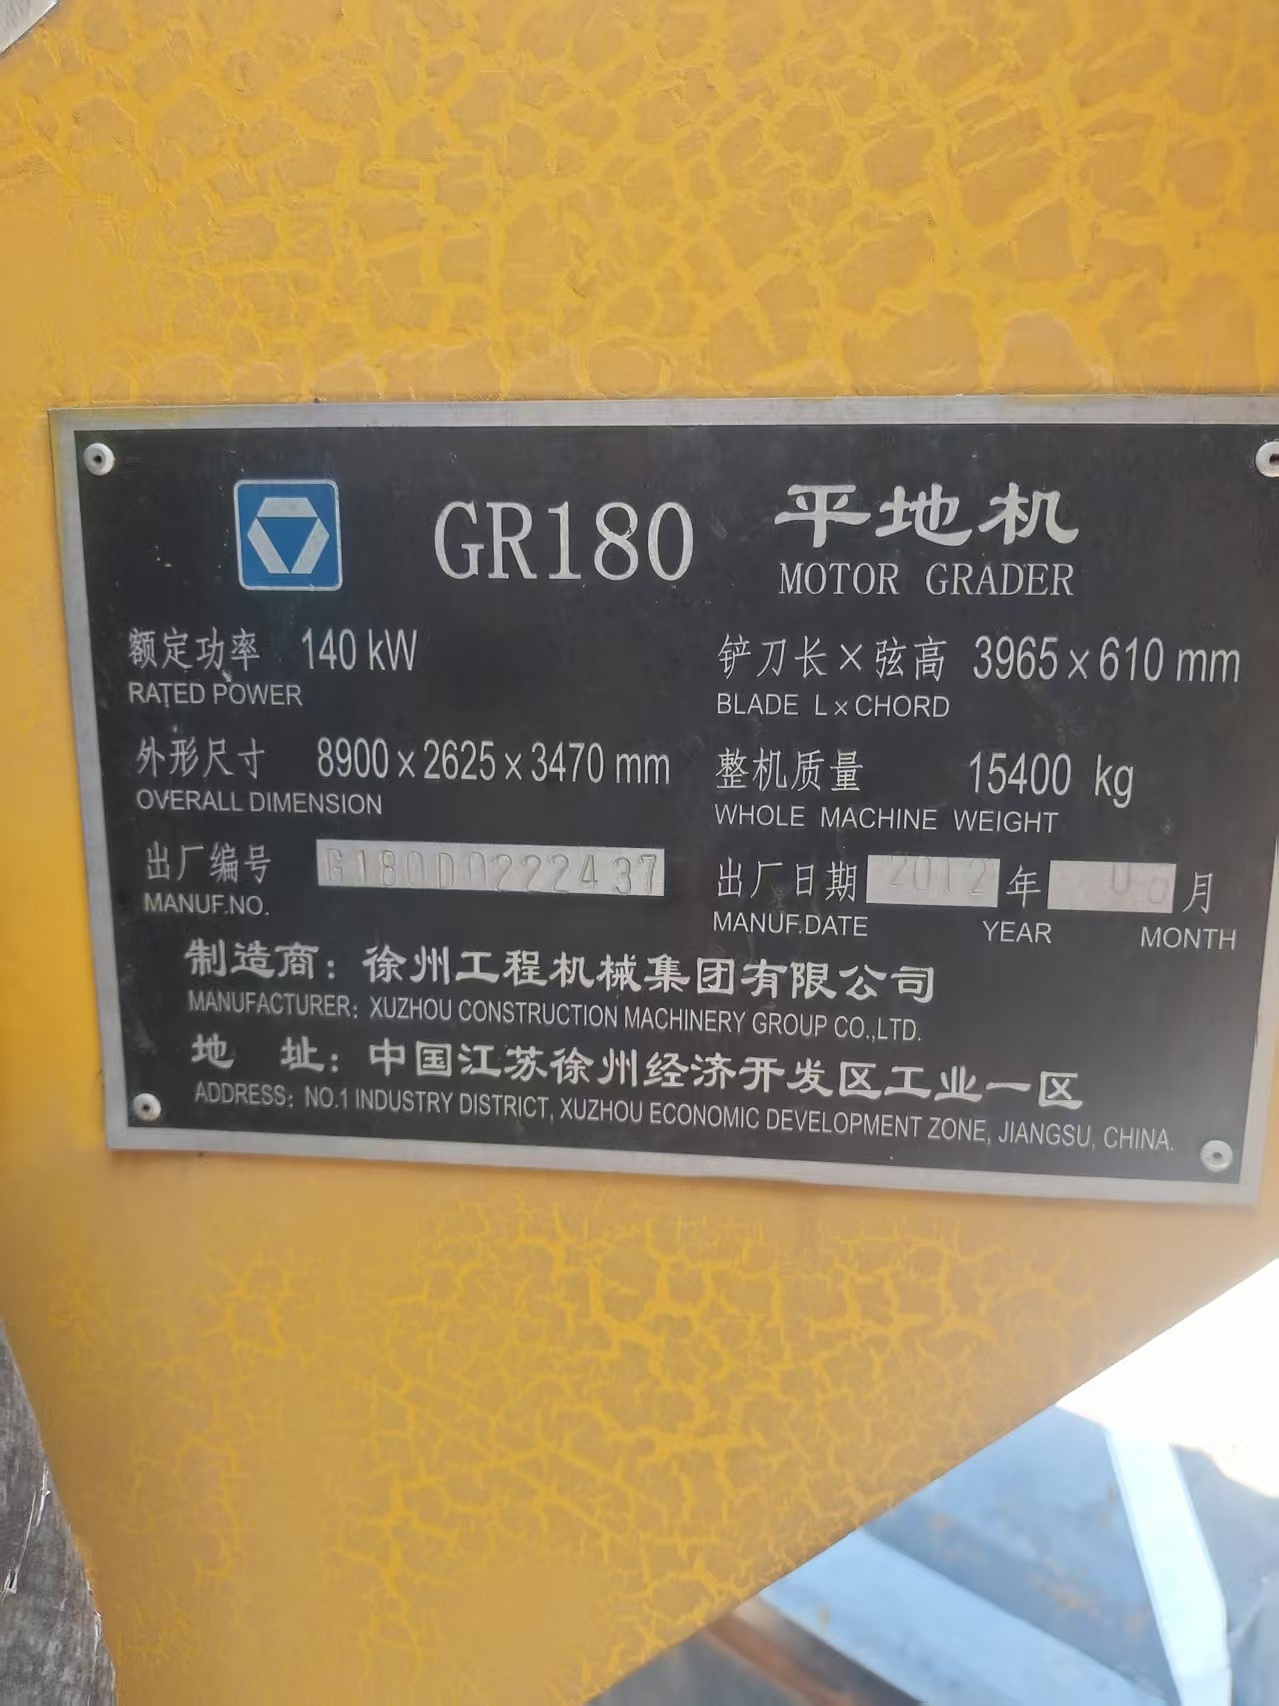 GR180 平地机
MOTOR GRADER
额定功率 140 kW
RATED POWER
铲刀长×弦高 3965×610 mm
BLADE L×CHORD
外形尺寸 8900×2625×3470 mm
OVERALL DIMENSION
整机质量 15400 kg
WHOLE MACHINE WEIGHT
出厂编号 G180D0222437
MANUF.NO.
出厂日期 2012 年 月
MANUF.DATE YEAR MONTH
制造商：徐州工程机械集团有限公司
MANUFACTURER: XUZHOU CONSTRUCTION MACHINERY GROUP CO.,LTD.
地 址：中国江苏徐州经济开发区工业一区
ADDRESS: NO.1 INDUSTRY DISTRICT, XUZHOU ECONOMIC DEVELOPMENT ZONE, JIANGSU, CHINA.